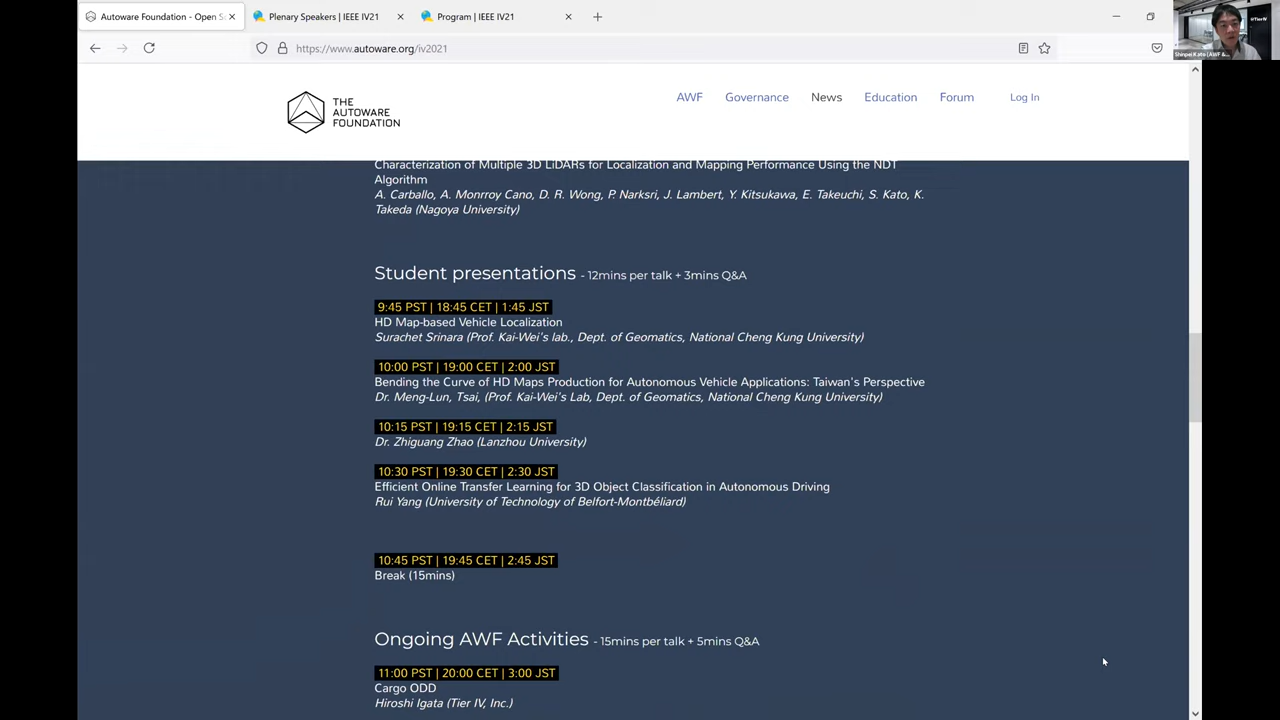 Autoware Foundation - Open S
Plenary Speakers | IEEE IV21
Program | IEEE IV21
https://www.autoware.org/iv2021
THE
AUTOWARE
FOUNDATION
AWF
Governance
News
Education
Forum
Log In
Characterization of Multiple 3D LiDARs for Localization and Mapping Performance Using the NDT
Algorithm
A. Carballo, A. Monrroy Cano, D. R. Wong, P. Narksri, J. Lambert, Y. Kitsukawa, E. Takeuchi, S. Kato, K.
Takeda (Nagoya University)
Student presentations - 12mins per talk + 3mins Q&A
9:45 PST | 18:45 CET | 1:45 JST
HD Map-based Vehicle Localization
Surachet Srinara (Prof. Kai-Wei's lab., Dept. of Geomatics, National Cheng Kung University)
10:00 PST | 19:00 CET | 2:00 JST
Bending the Curve of HD Maps Production for Autonomous Vehicle Applications: Taiwan's Perspective
Dr. Meng-Lun, Tsai, (Prof. Kai-Wei's Lab, Dept. of Geomatics, National Cheng Kung University)
10:15 PST | 19:15 CET | 2:15 JST
Dr. Zhiguang Zhao (Lanzhou University)
10:30 PST | 19:30 CET | 2:30 JST
Efficient Online Transfer Learning for 3D Object Classification in Autonomous Driving
Rui Yang (University of Technology of Belfort-Montbéliard)
10:45 PST | 19:45 CET | 2:45 JST
Break (15mins)
Ongoing AWF Activities - 15mins per talk + 5mins Q&A
11:00 PST | 20:00 CET | 3:00 JST
Cargo ODD
Hiroshi Igata (Tier IV, Inc.)
Shinpei Kato (AWF &...